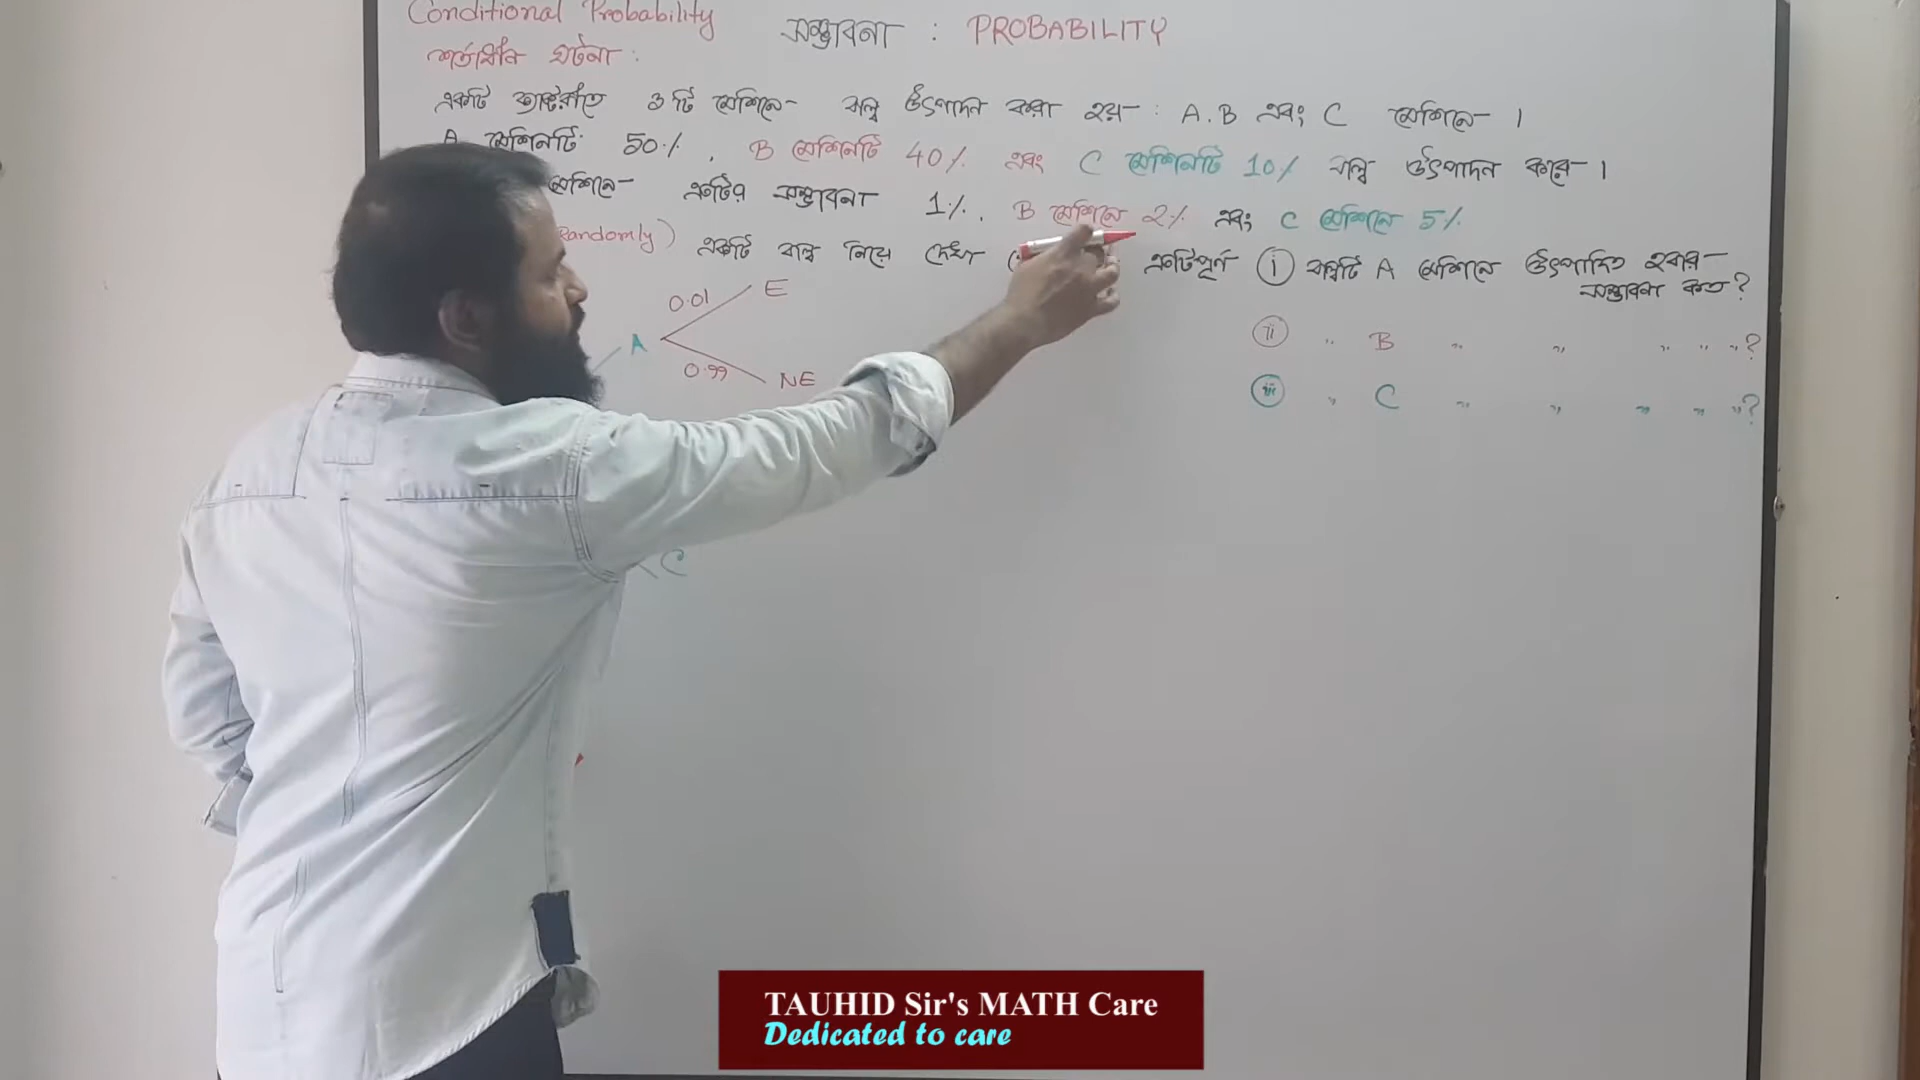 Conditional Probability
সম্ভাবনা : PROBABILITY
শর্তাধীন ঘটনা :
একটি ফ্যাক্টরীতে ৩ টি মেশিনে বাল্ব উৎপাদন করা হয় : A. B এবং C মেশিনে ।
A মেশিনটি 50% , B মেশিনটি 40% এবং C মেশিনটি 10% বাল্ব উৎপাদন করে ।
মেশিনে ত্রুটির সম্ভাবনা 1% , B মেশিনে 2% এবং C মেশিনে 5%
Randomly) একটি বাল্ব নিয়ে দেখা ত্রুটিপূর্ন (i) বাল্বটি A মেশিনে উৎপাদিত হবার
সম্ভাবনা কত ?
(ii) " B " " " " " ?
(iii) " C " " " " " ?
0.01 E
A
0.99 NE
C
TAUHID Sir's MATH Care
Dedicated to care